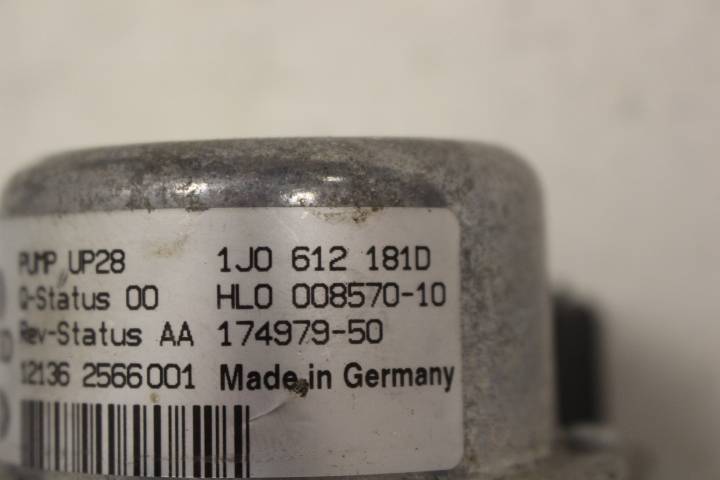 PUMP UP28 1J0 612 181D
Q-Status 00 HLO 008570-10
Rev-Status AA 174979-50
12136 2566001 Made in Germany